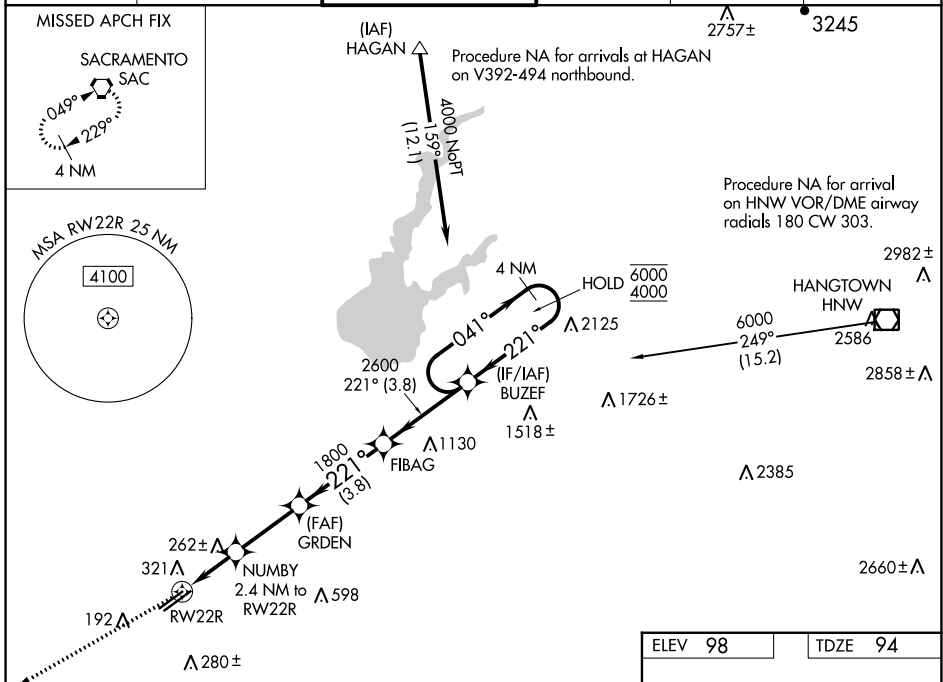 MISSED APCH FIX
SACRAMENTO
SAC
049°
229°
4 NM
MSA RW22R 25 NM
4100
(IAF)
HAGAN
Procedure NA for arrivals at HAGAN
on V392-494 northbound.
4000 NoPT
159°
(12.1)
2757±
3245
Procedure NA for arrival
on HNW VOR/DME airway
radials 180 CW 303.
2982±
HANGTOWN
HNW
2586
6000
249°
(15.2)
4 NM
HOLD
6000
4000
041°
221°
2125
2858±
2600
221° (3.8)
(IF/IAF)
BUZEF
1726±
1518±
1130
FIBAG
1800
221°
(3.8)
2385
(FAF)
GRDEN
262±
321
NUMBY
2.4 NM to
RW22R
598
2660±
192
RW22R
280±
ELEV 98
TDZE 94